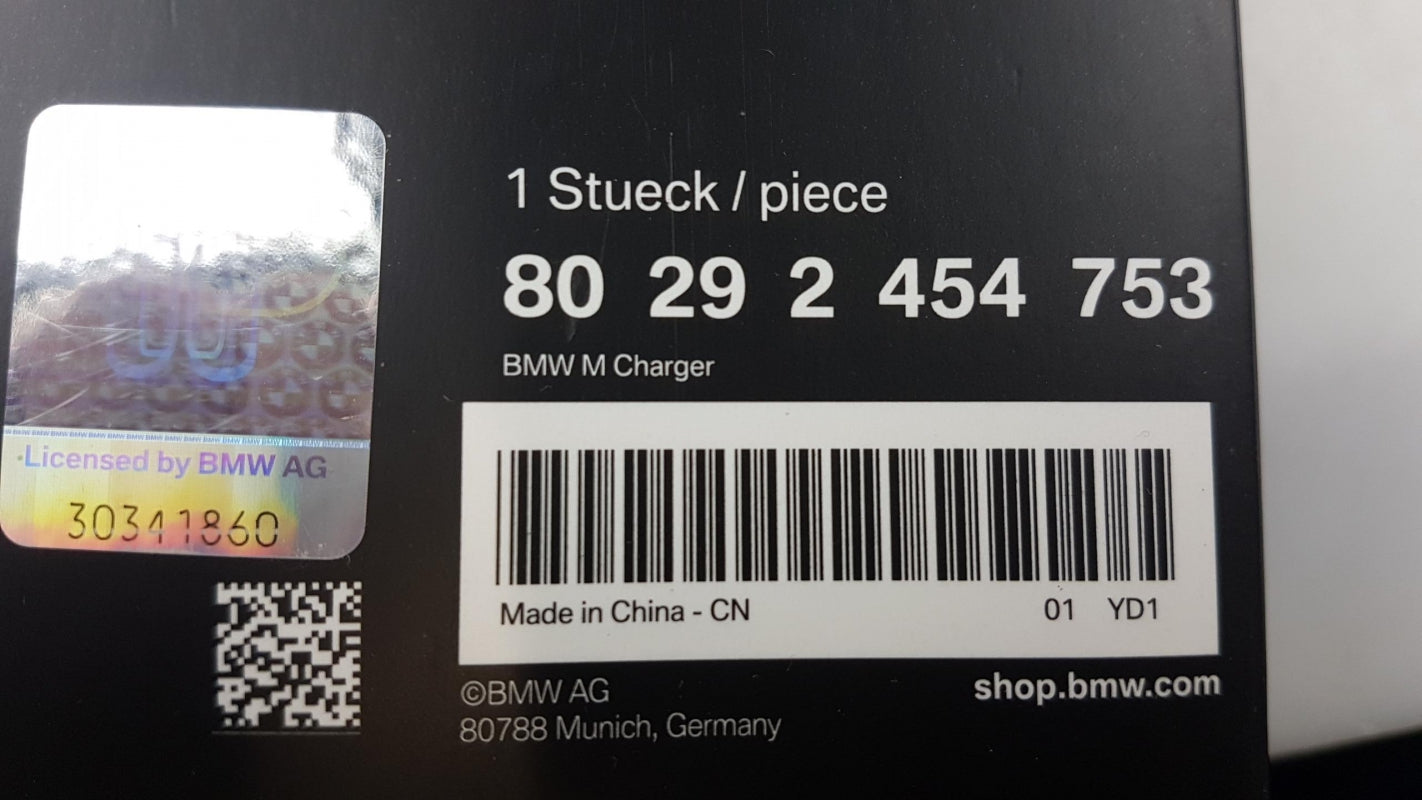 1 Stueck / piece
80 29 2 454 753
BMW M Charger
Licensed by BMW AG
30341860
Made in China - CN
01 YD1
©BMW AG
80788 Munich, Germany
shop.bmw.com